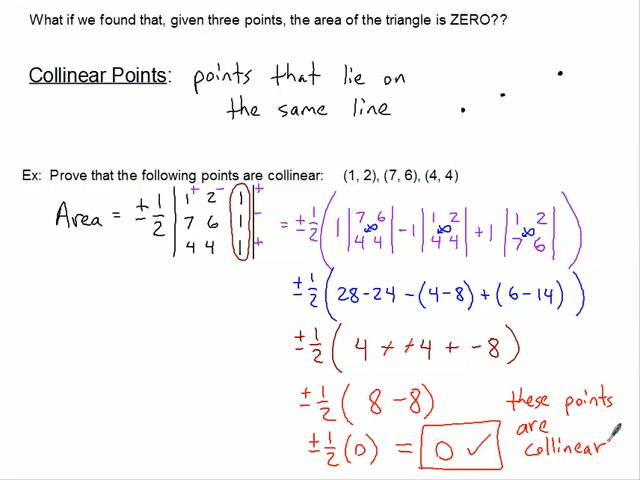 What if we found that, given three points, the area of the triangle is ZERO??
Collinear Points: points that lie on
the same line
Ex: Prove that the following points are collinear: (1, 2), (7, 6), (4, 4)
Area = ± 1/2 | 1 2 1 |
| 7 6 1 |
| 4 4 1 |
+ − +
− +
= ± 1/2 ( 1 | 7 6 | − 1 | 1 2 | + 1 | 1 2 | )
| 4 4 | | 4 4 | | 7 6 |
± 1/2 ( 28 − 24 − (4 − 8) + (6 − 14) )
± 1/2 ( 4 + + 4 + −8 )
± 1/2 ( 8 − 8 )
± 1/2 (0) = 0 ✓
these points
are
collinear